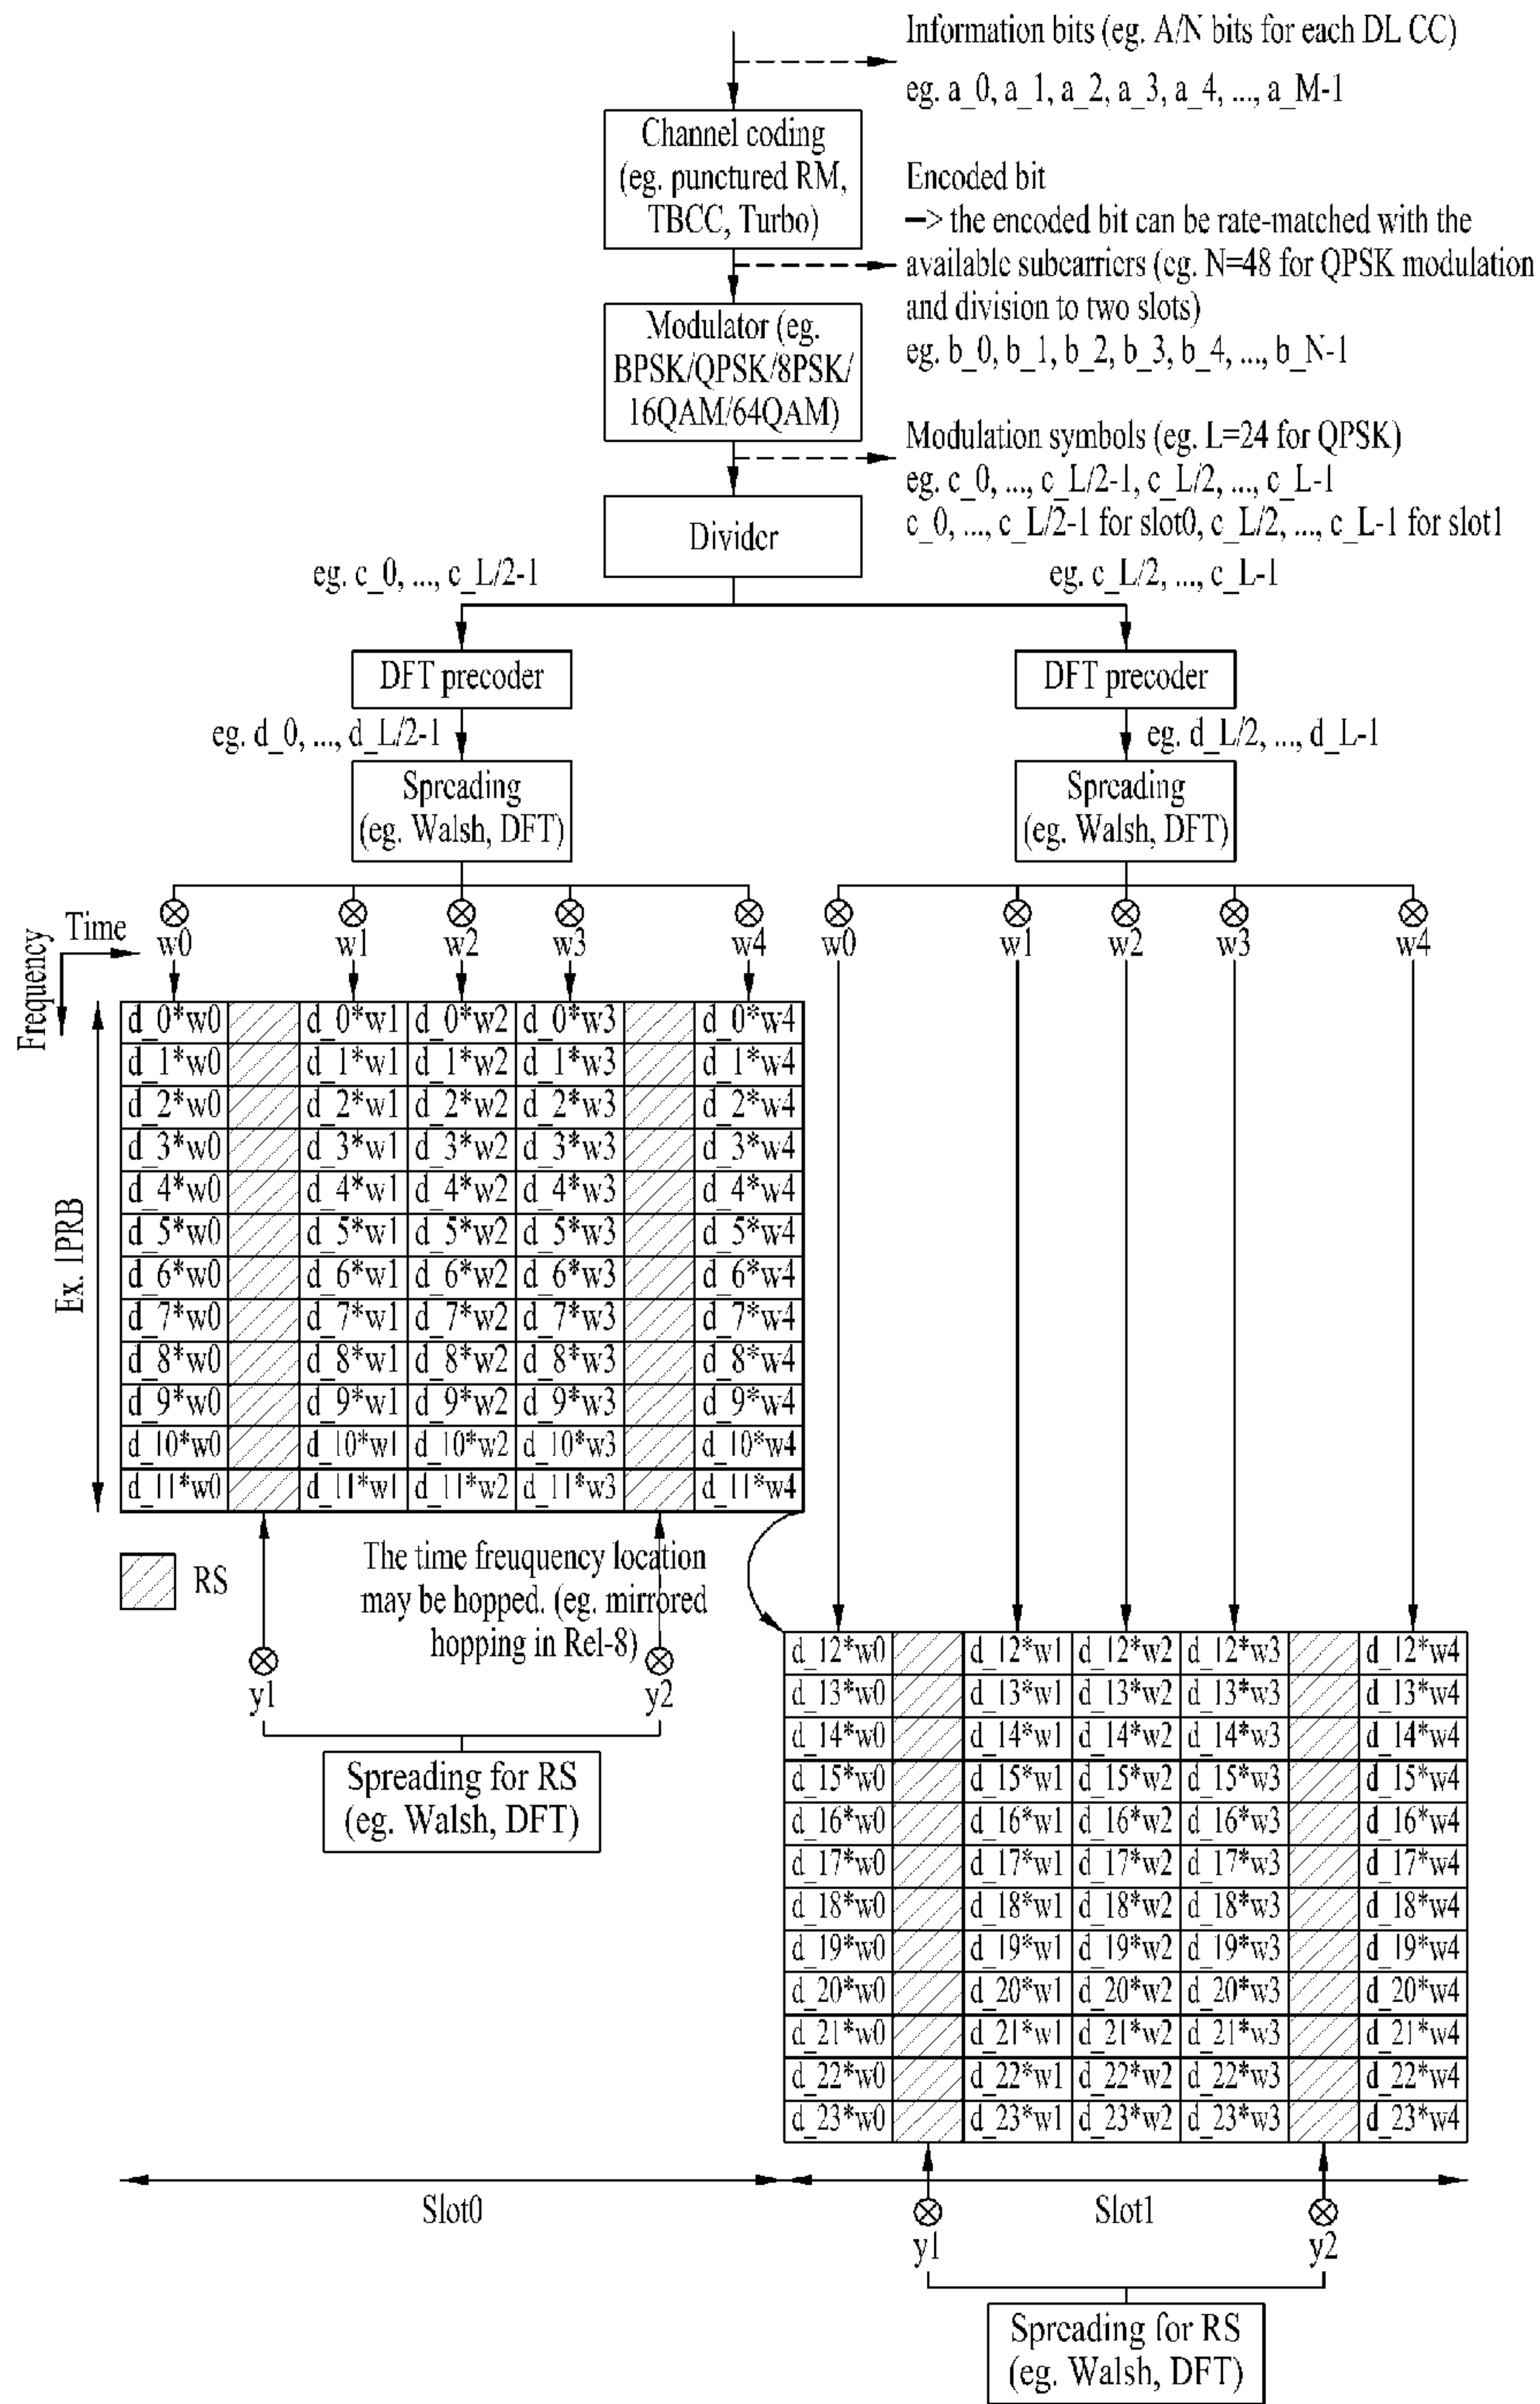 Information bits (eg. A/N bits for each DL CC)
eg. a_0, a_1, a_2, a_3, a_4, ..., a_M-1
Channel coding
(eg. punctured RM,
TBCC, Turbo)
Encoded bit
–> the encoded bit can be rate-matched with the
available subcarriers (eg. N=48 for QPSK modulation
and division to two slots)
eg. b_0, b_1, b_2, b_3, b_4, ..., b_N-1
Modulator (eg.
BPSK/QPSK/8PSK/
16QAM/64QAM)
Modulation symbols (eg. L=24 for QPSK)
eg. c_0, ..., c_L/2-1, c_L/2, ..., c_L-1
c_0, ..., c_L/2-1 for slot0, c_L/2, ..., c_L-1 for slot1
Divider
eg. c_0, ..., c_L/2-1
eg. c_L/2, ..., c_L-1
DFT precoder
DFT precoder
eg. d_0, ..., d_L/2-1
eg. d_L/2, ..., d_L-1
Spreading
(eg. Walsh, DFT)
Spreading
(eg. Walsh, DFT)
Time
Frequency
w0 w1 w2 w3 w4
w0 w1 w2 w3 w4
Ex. 1PRB
d_0*w0 d_0*w1 d_0*w2 d_0*w3 d_0*w4
d_1*w0 d_1*w1 d_1*w2 d_1*w3 d_1*w4
d_2*w0 d_2*w1 d_2*w2 d_2*w3 d_2*w4
d_3*w0 d_3*w1 d_3*w2 d_3*w3 d_3*w4
d_4*w0 d_4*w1 d_4*w2 d_4*w3 d_4*w4
d_5*w0 d_5*w1 d_5*w2 d_5*w3 d_5*w4
d_6*w0 d_6*w1 d_6*w2 d_6*w3 d_6*w4
d_7*w0 d_7*w1 d_7*w2 d_7*w3 d_7*w4
d_8*w0 d_8*w1 d_8*w2 d_8*w3 d_8*w4
d_9*w0 d_9*w1 d_9*w2 d_9*w3 d_9*w4
d_10*w0 d_10*w1 d_10*w2 d_10*w3 d_10*w4
d_11*w0 d_11*w1 d_11*w2 d_11*w3 d_11*w4
RS
The time freuquency location
may be hopped. (eg. mirrored
hopping in Rel-8)
y1 y2
Spreading for RS
(eg. Walsh, DFT)
d_12*w0 d_12*w1 d_12*w2 d_12*w3 d_12*w4
d_13*w0 d_13*w1 d_13*w2 d_13*w3 d_13*w4
d_14*w0 d_14*w1 d_14*w2 d_14*w3 d_14*w4
d_15*w0 d_15*w1 d_15*w2 d_15*w3 d_15*w4
d_16*w0 d_16*w1 d_16*w2 d_16*w3 d_16*w4
d_17*w0 d_17*w1 d_17*w2 d_17*w3 d_17*w4
d_18*w0 d_18*w1 d_18*w2 d_18*w3 d_18*w4
d_19*w0 d_19*w1 d_19*w2 d_19*w3 d_19*w4
d_20*w0 d_20*w1 d_20*w2 d_20*w3 d_20*w4
d_21*w0 d_21*w1 d_21*w2 d_21*w3 d_21*w4
d_22*w0 d_22*w1 d_22*w2 d_22*w3 d_22*w4
d_23*w0 d_23*w1 d_23*w2 d_23*w3 d_23*w4
Slot0
Slot1
y1 y2
Spreading for RS
(eg. Walsh, DFT)